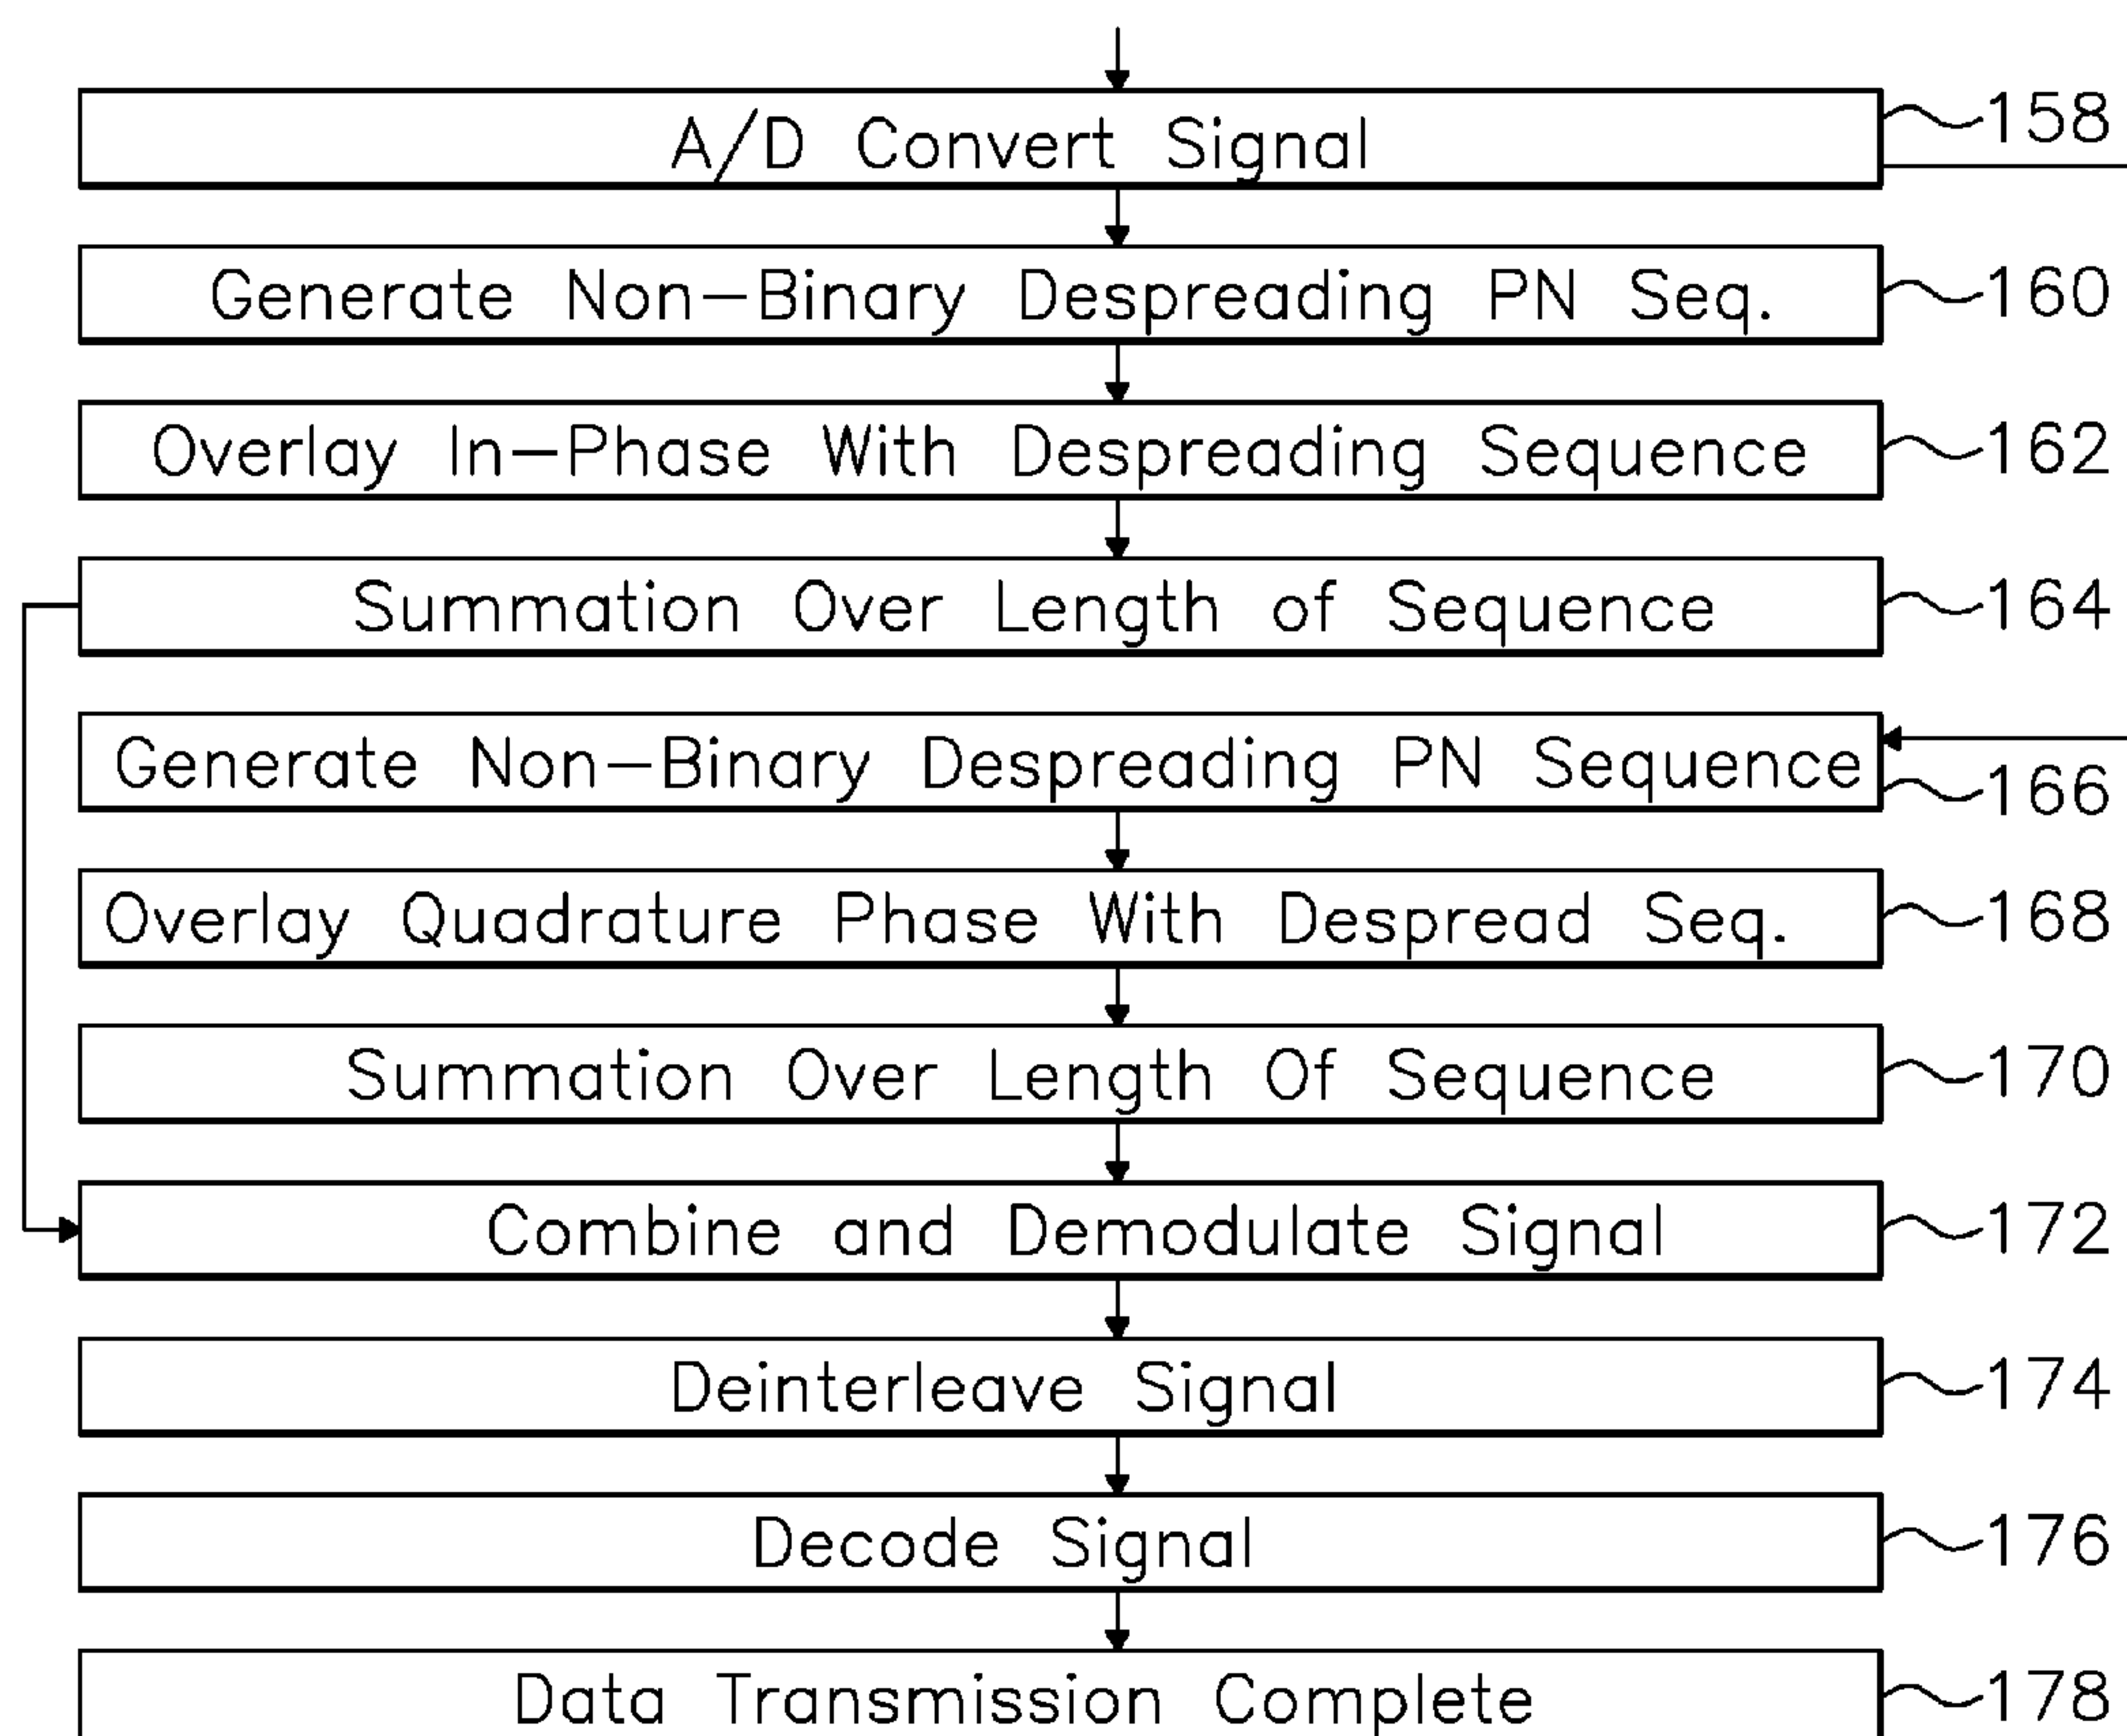 A/D Convert Signal 158
Generate Non-Binary Despreading PN Seq. 160
Overlay In-Phase With Despreading Sequence 162
Summation Over Length of Sequence 164
Generate Non-Binary Despreading PN Sequence 166
Overlay Quadrature Phase With Despread Seq. 168
Summation Over Length Of Sequence 170
Combine and Demodulate Signal 172
Deinterleave Signal 174
Decode Signal 176
Data Transmission Complete 178